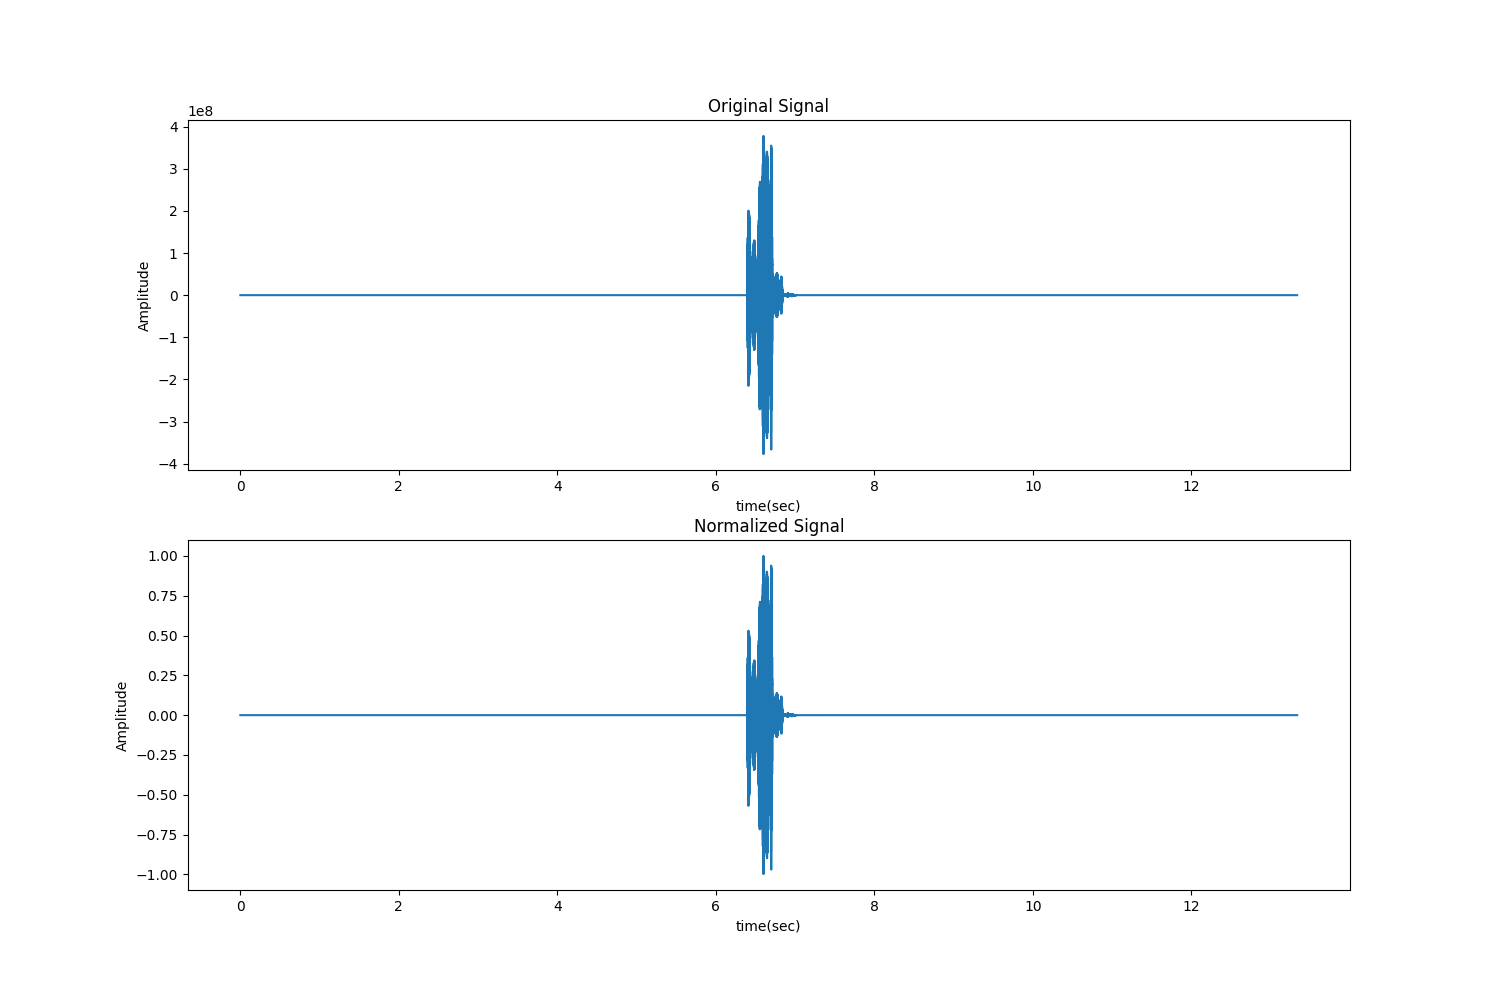 Original Signal
1e8
4
3
2
1
0
−1
−2
−3
−4
Amplitude
0 2 4 6 8 10 12
time(sec)
Normalized Signal
1.00
0.75
0.50
0.25
0.00
−0.25
−0.50
−0.75
−1.00
Amplitude
0 2 4 6 8 10 12
time(sec)